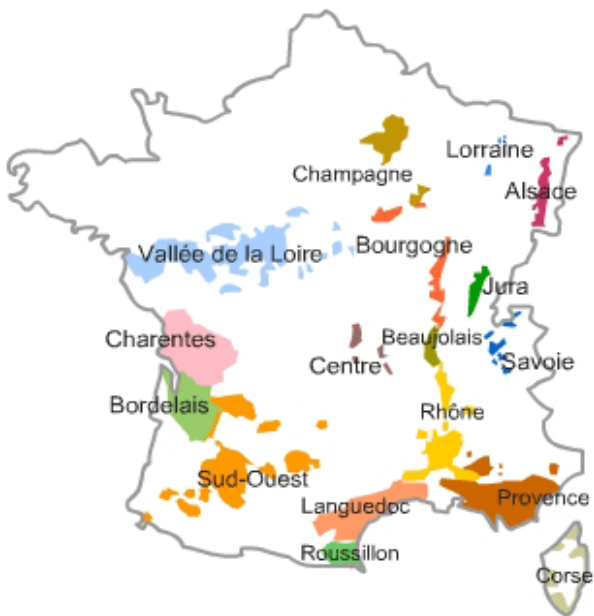 Lorraine
Champagne
Alsace
Bourgogne
Vallée de la Loire
Jura
Charentes
Beaujolais
Centre
Savoie
Bordelais
Rhône
Sud-Ouest
Provence
Languedoc
Roussillon
Corse